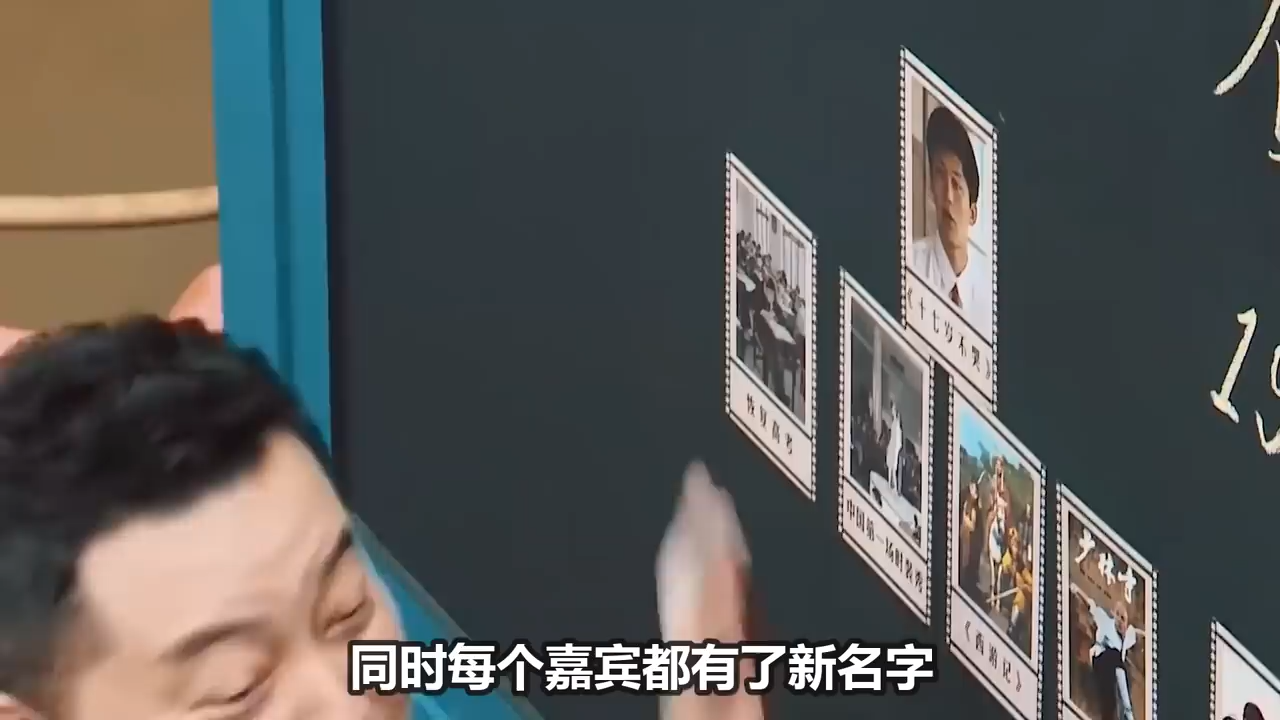 《十七岁不哭》
恢复高考
中国第一场时装秀
《西游记》
少林寺
19
同时每个嘉宾都有了新名字